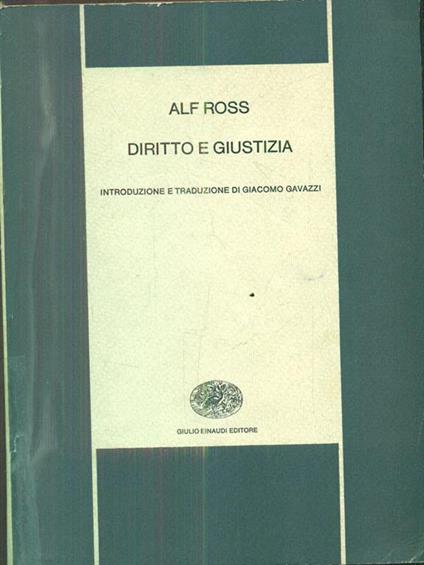 ALF ROSS
DIRITTO E GIUSTIZIA
INTRODUZIONE E TRADUZIONE DI GIACOMO GAVAZZI
GIULIO EINAUDI EDITORE